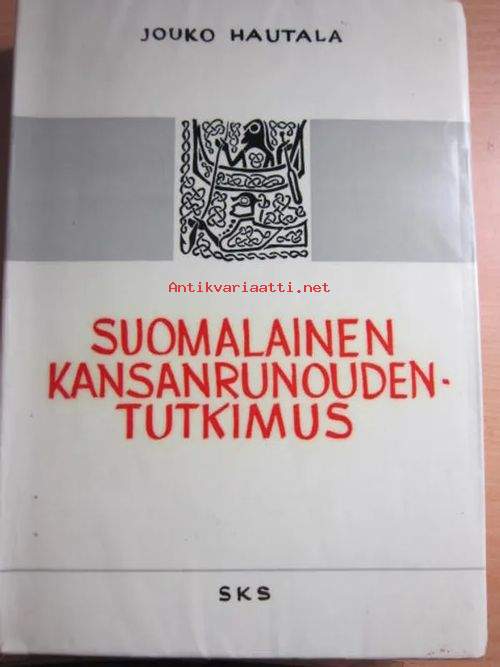 JOUKO HAUTALA
Antikvariaatti.net
SUOMALAINEN
KANSANRUNOUDEN-
TUTKIMUS
SKS